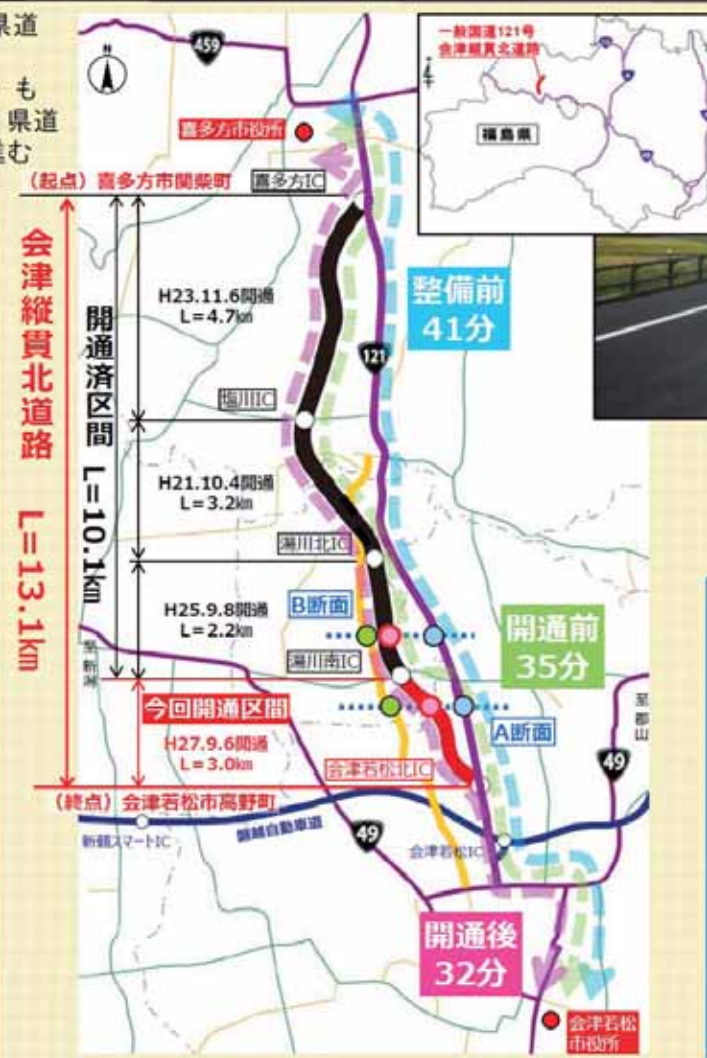 県道
も
県道
進む
N
459
喜多方市役所
(起点)喜多方市関柴町
喜多方IC
一般国道121号
会津縦貫北道路
福島県
会津縦貫北道路 L=13.1㎞
開通済区間 L=10.1㎞
H23.11.6開通
L=4.7㎞
整備前
41分
121
塩川IC
H21.10.4開通
L=3.2㎞
湯川北IC
B断面
H25.9.8開通
L=2.2㎞
開通前
35分
湯川南IC
至新潟
今回開通区間
H27.9.6開通
L=3.0㎞
A断面
至郡山
49
会津若松北IC
(終点)会津若松市高野町
新鶴スマートIC
磐越自動車道
49
会津若松IC
開通後
32分
会津若松
市役所